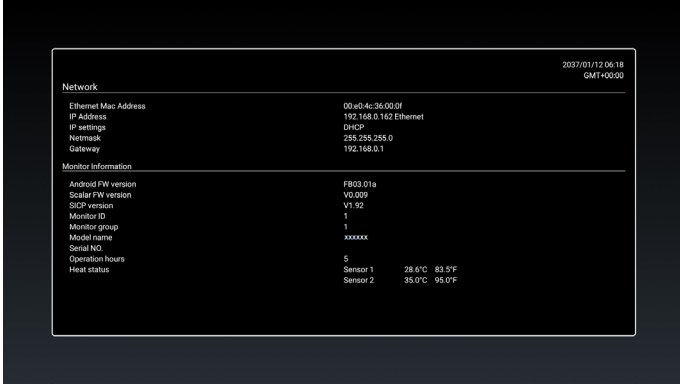 2037/01/12 06:18
GMT+00:00
Network
Ethernet Mac Address 00:e0:4c:36:00:0f
IP Address 192.168.0.162 Ethernet
IP settings DHCP
Netmask 255.255.255.0
Gateway 192.168.0.1
Monitor Information
Android FW version FB03.01a
Scalar FW version V0.009
SICP version V1.92
Monitor ID 1
Monitor group 1
Model name xxxxxx
Serial NO.
Operation hours 5
Heat status Sensor 1 28.6°C 83.5°F
Sensor 2 35.0°C 95.0°F